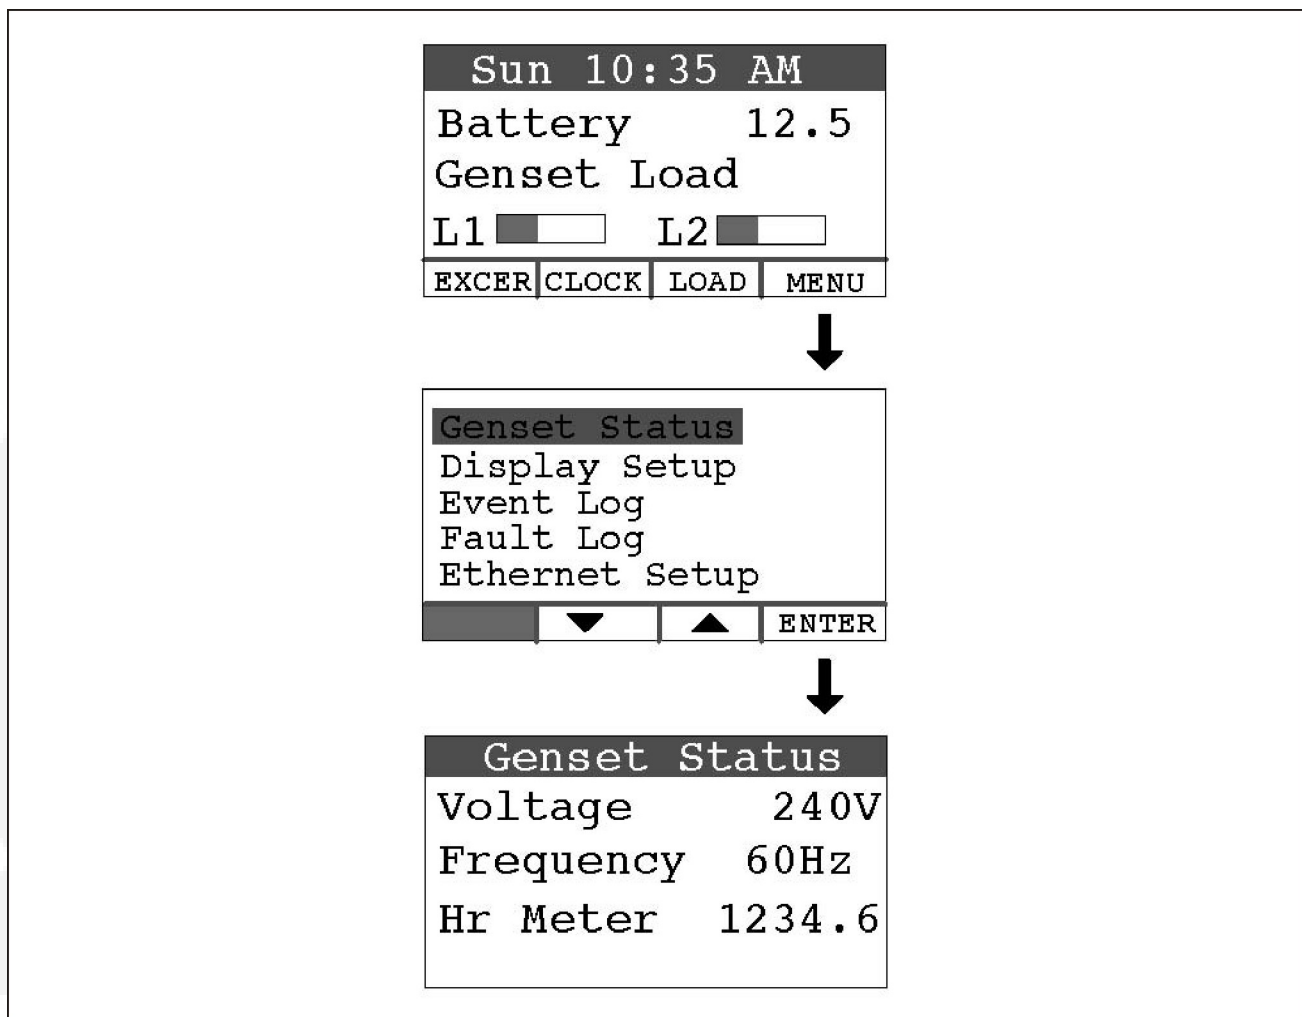 Sun 10:35 AM
Battery 12.5
Genset Load
L1 L2
EXCER CLOCK LOAD MENU
Genset Status
Display Setup
Event Log
Fault Log
Ethernet Setup
ENTER
Genset Status
Voltage 240V
Frequency 60Hz
Hr Meter 1234.6